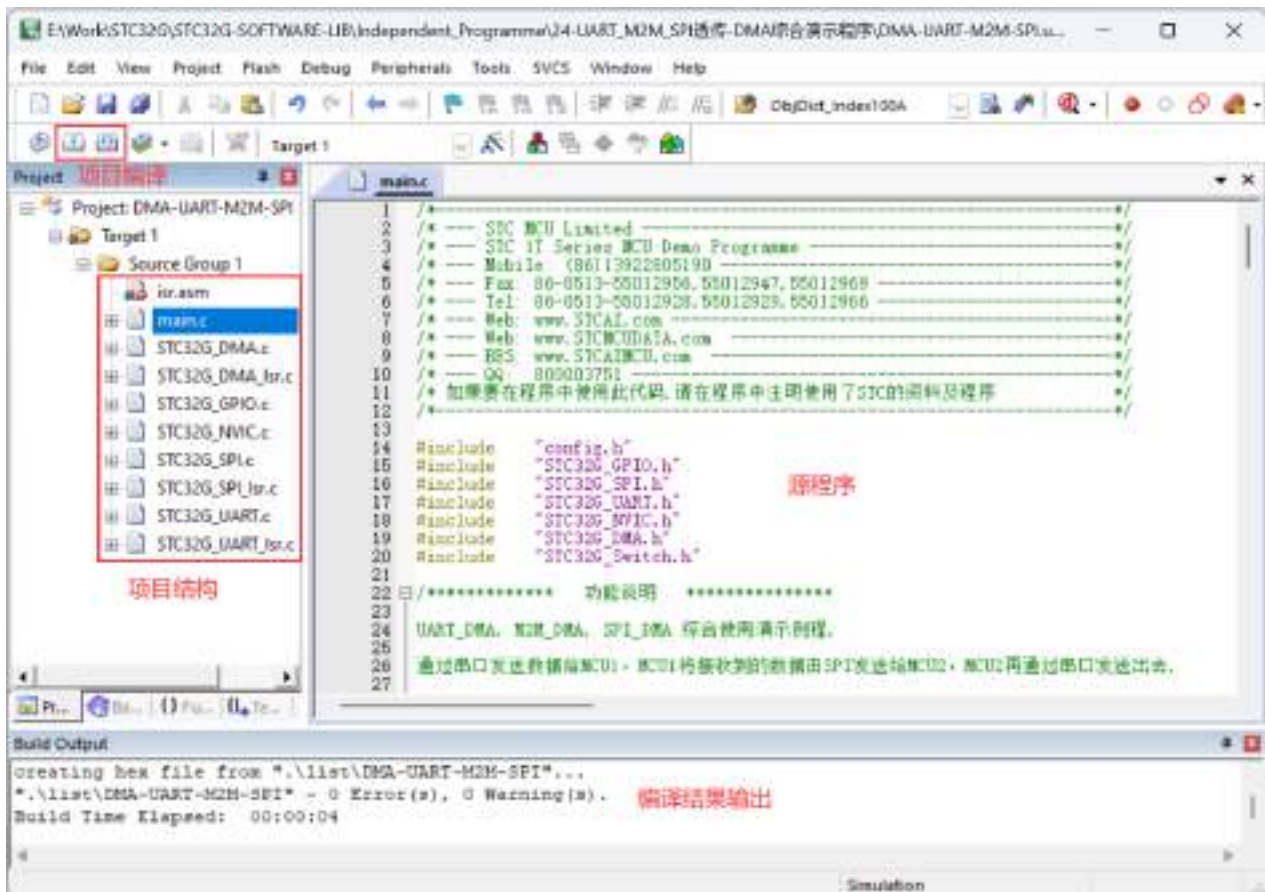 E:\Work\STC32G\STC32G-SOFTWARE-LIB\Independent_Programme\24-UART_M2M_SPI透传-DMA综合演示程序\DMA-UART-M2M-SPI.u...
File Edit View Project Flash Debug Peripherals Tools SVCS Window Help
ObjDict_Index100A
Target 1
Project 项目编译
main.c
Project: DMA-UART-M2M-SPI
Target 1
Source Group 1
isr.asm
main.c
STC32G_DMA.c
STC32G_DMA_Isr.c
STC32G_GPIO.c
STC32G_NVIC.c
STC32G_SPI.c
STC32G_SPI_Isr.c
STC32G_UART.c
STC32G_UART_Isr.c
项目结构
1 /*---------------------------------------------------------------------*/
2 /* --- STC MCU Limited ------------------------------------------------*/
3 /* --- STC 1T Series MCU Demo Programme -------------------------------*/
4 /* --- Mobile: (86)13922805190 ----------------------------------------*/
5 /* --- Fax: 86-0513-55012956,55012947,55012969 ------------------------*/
6 /* --- Tel: 86-0513-55012928,55012929,55012966 ------------------------*/
7 /* --- Web: www.STCAI.com ---------------------------------------------*/
8 /* --- Web: www.STCMCUDATA.com ---------------------------------------*/
9 /* --- BBS: www.STCAIMCU.com -----------------------------------------*/
10 /* --- QQ: 800003751 -------------------------------------------------*/
11 /* 如果要在程序中使用此代码,请在程序中注明使用了STC的资料及程序 */
12 /*---------------------------------------------------------------------*/
13
14 #include "config.h"
15 #include "STC32G_GPIO.h"
16 #include "STC32G_SPI.h"
17 #include "STC32G_UART.h"
18 #include "STC32G_NVIC.h"
19 #include "STC32G_DMA.h"
20 #include "STC32G_Switch.h"
源程序
21
22 /************* 功能说明 ***************
23
24 UART_DMA, M2M_DMA, SPI_DMA 综合使用演示例程.
25
26 通过串口发送数据给MCU1,MCU1将接收到的数据由SPI发送给MCU2,MCU2再通过串口发送出去.
27
Build Output
creating hex file from ".\list\DMA-UART-M2M-SPI"...
".\list\DMA-UART-M2M-SPI" - 0 Error(s), 0 Warning(s).
编译结果输出
Build Time Elapsed: 00:00:04
Simulation